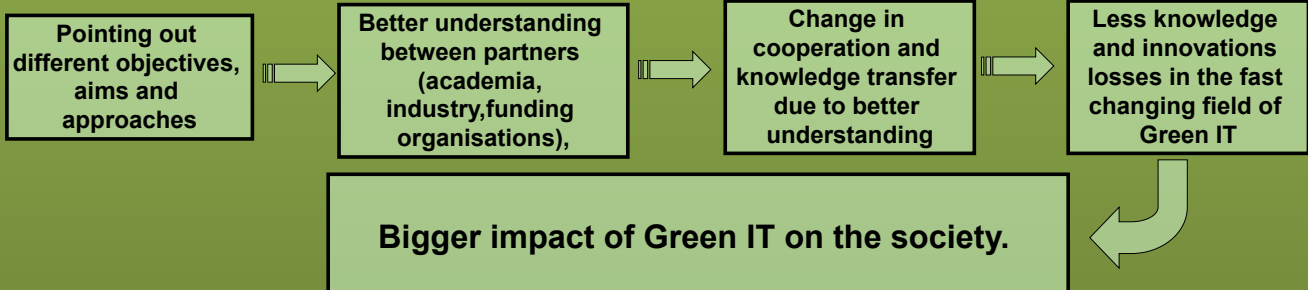 Pointing out
different objectives,
aims and
approaches
Better understanding
between partners
(academia,
industry,funding
organisations),
Change in
cooperation and
knowledge transfer
due to better
understanding
Less knowledge
and innovations
losses in the fast
changing field of
Green IT
Bigger impact of Green IT on the society.